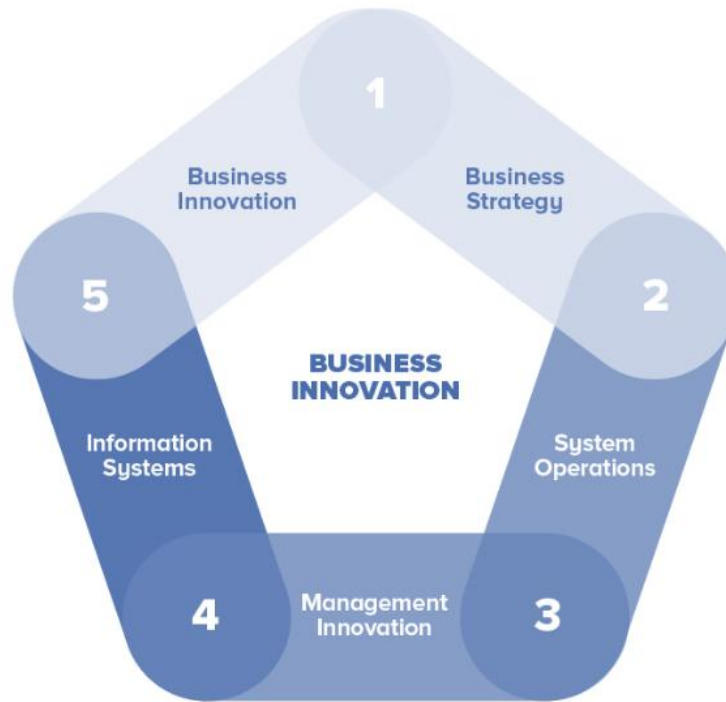 1
Business
Innovation
Business
Strategy
5
2
BUSINESS
INNOVATION
Information
Systems
System
Operations
4
Management
Innovation
3